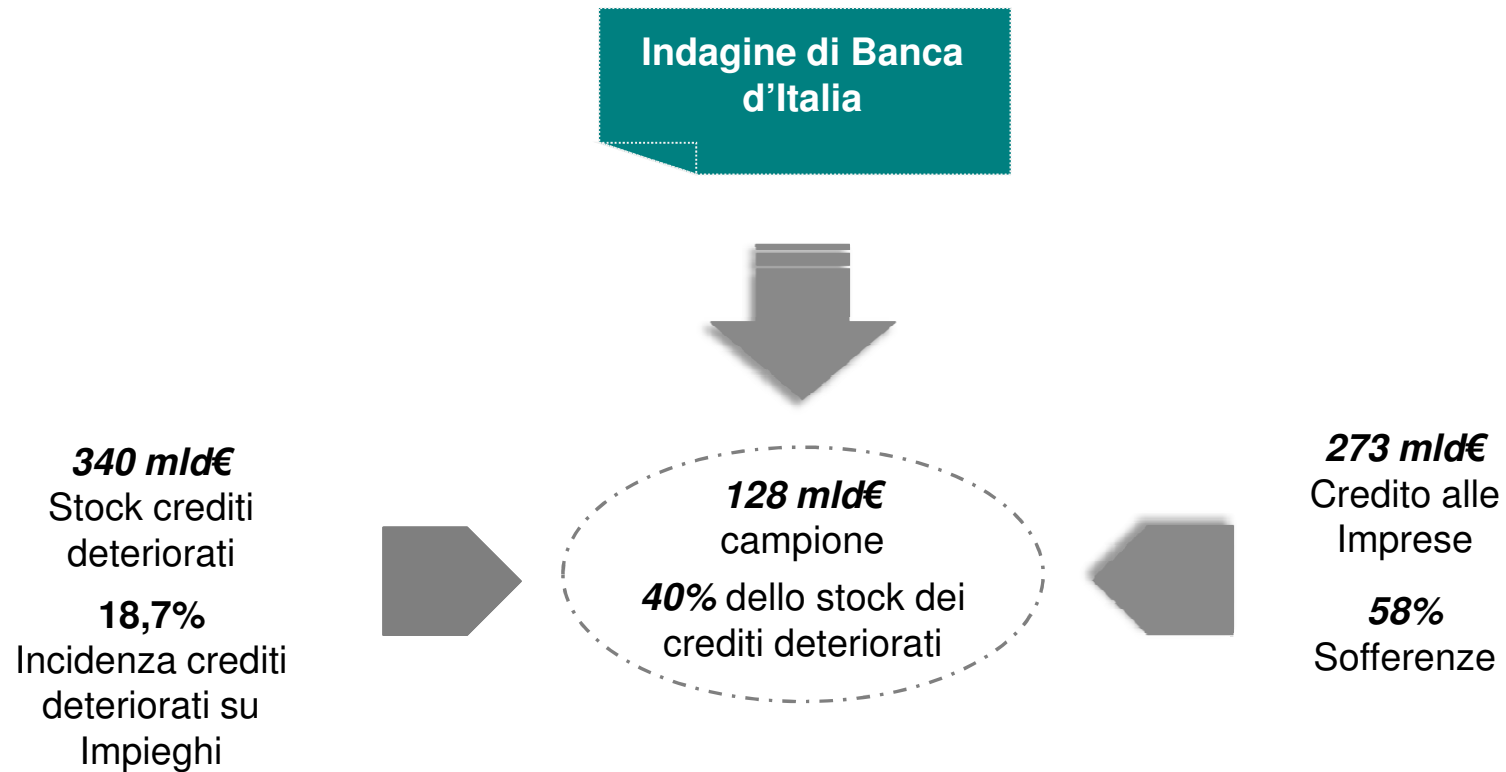 Indagine di Banca
d'Italia
340 mld€
Stock crediti
deteriorati
18,7%
Incidenza crediti
deteriorati su
Impieghi
128 mld€
campione
40% dello stock dei
crediti deteriorati
273 mld€
Credito alle
Imprese
58%
Sofferenze